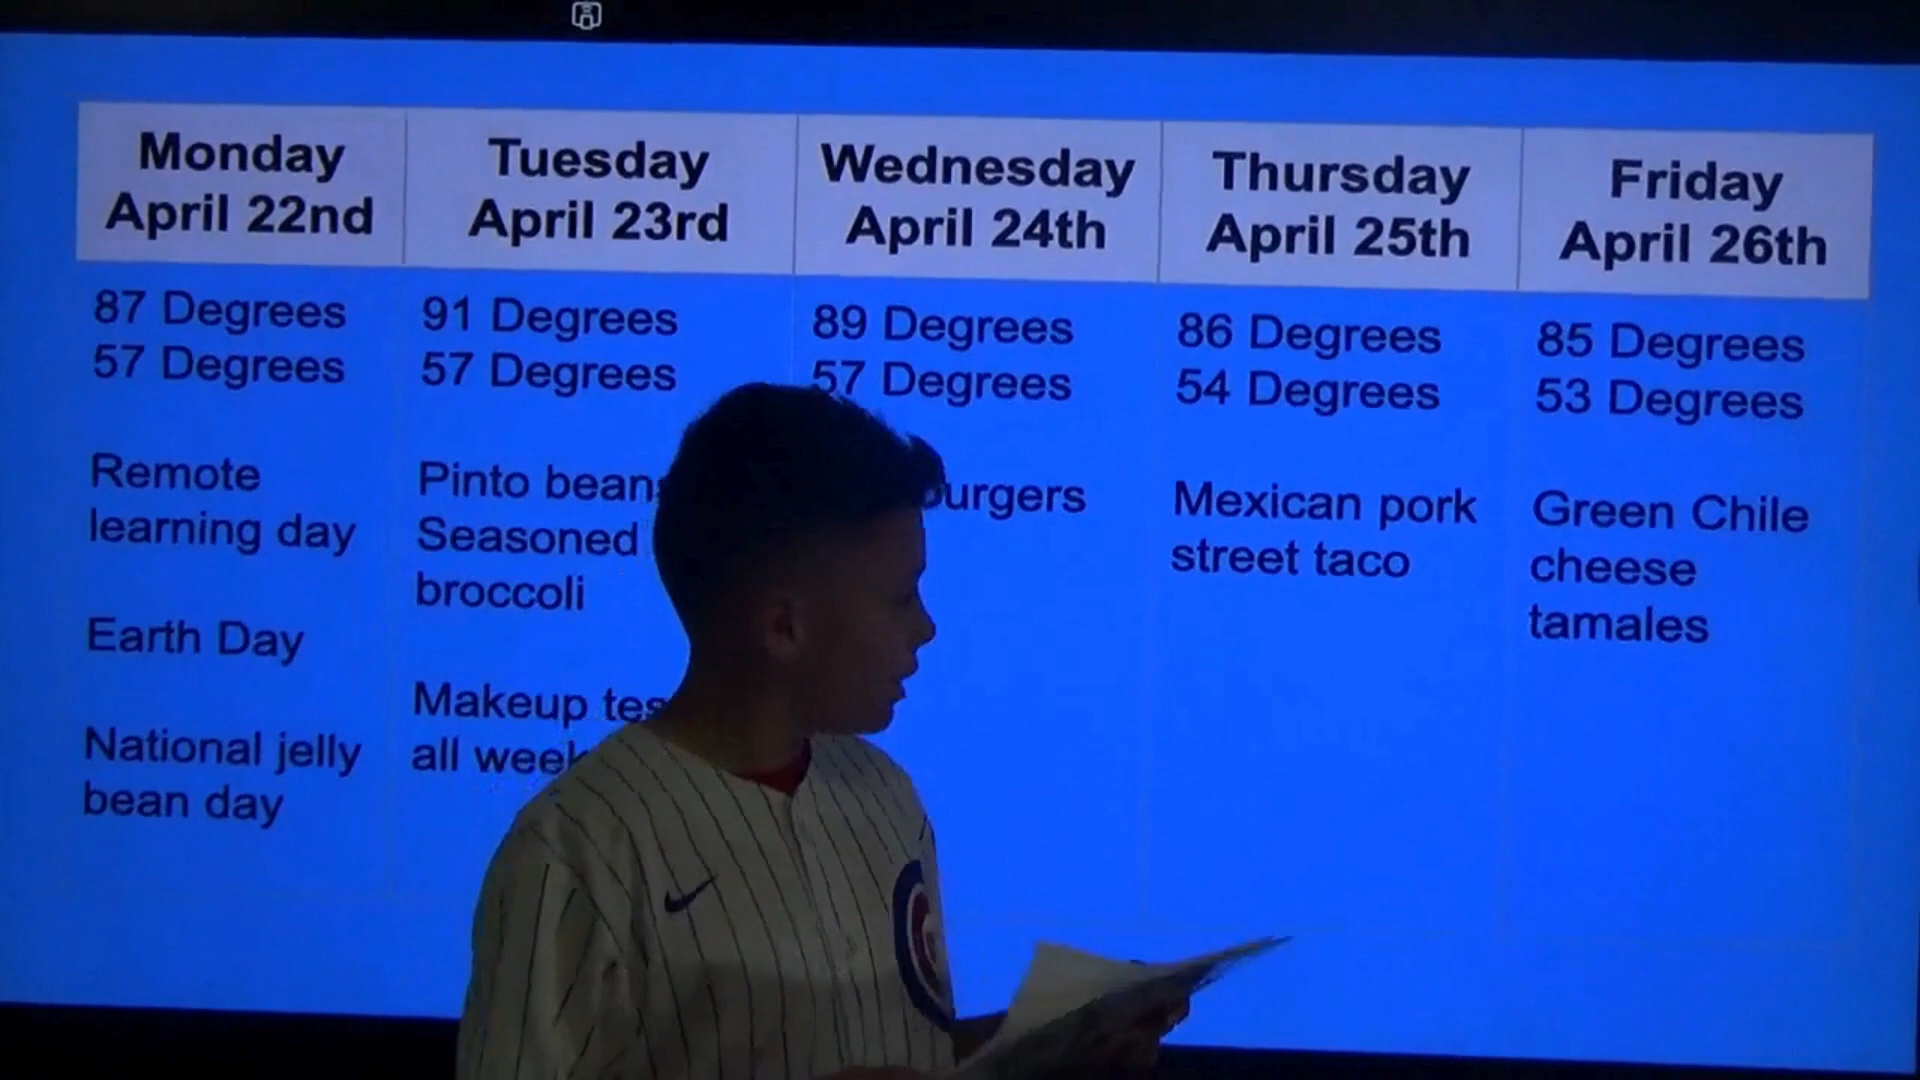 Monday
April 22nd
87 Degrees
57 Degrees
Remote
learning day
Earth Day
National jelly
bean day
Tuesday
April 23rd
91 Degrees
57 Degrees
Pinto beans
Seasoned
broccoli
Makeup
all week
Wednesday
April 24th
89 Degrees
57 Degrees
Thursday
April 25th
86 Degrees
54 Degrees
Mexican pork
street taco
Friday
April 26th
85 Degrees
53 Degrees
Green Chile
cheese
tamales